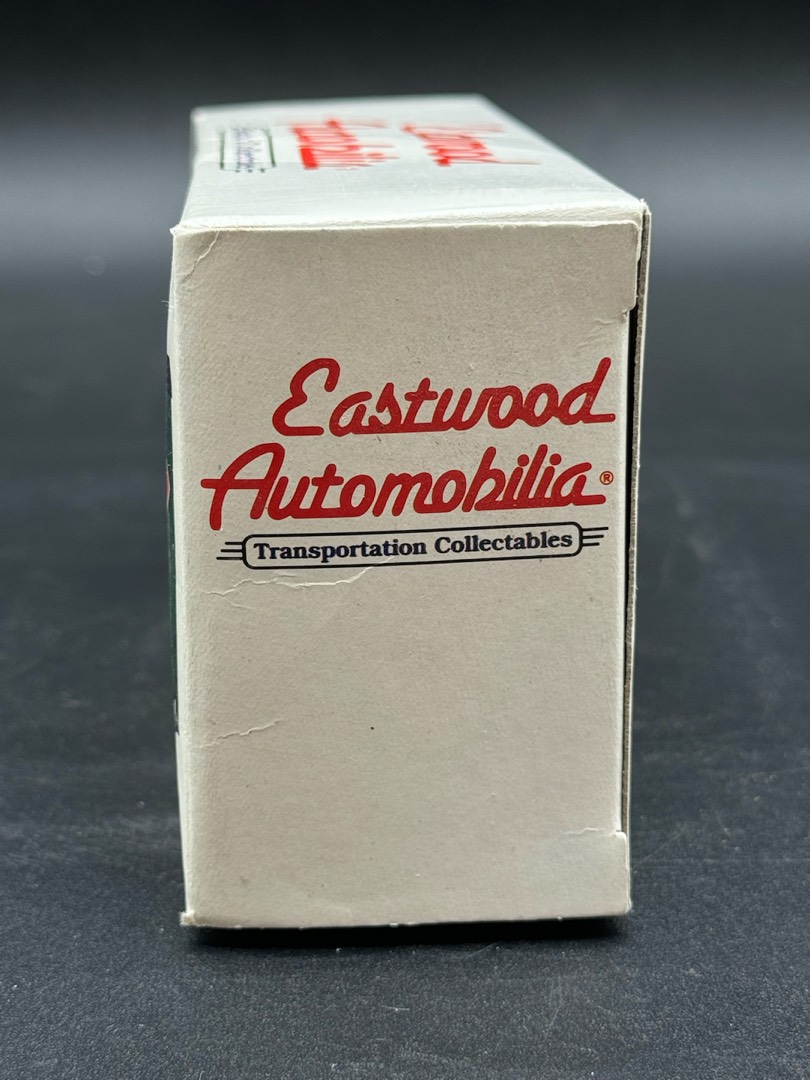 Eastwood
Automobilia®
Transportation Collectables